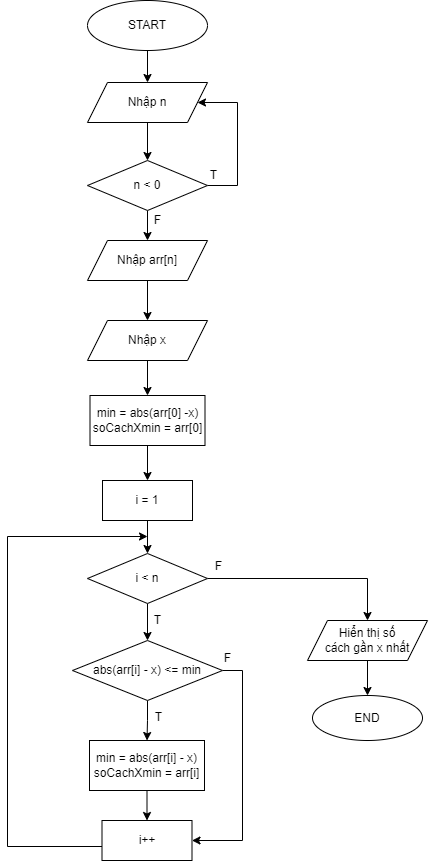 START
Nhập n
n < 0
T
F
Nhập arr[n]
Nhập x
min = abs(arr[0] -x)
soCachXmin = arr[0]
i = 1
i < n
F
T
Hiển thị số
cách gần x nhất
abs(arr[i] - x) <= min
F
T
END
min = abs(arr[i] - x)
soCachXmin = arr[i]
i++